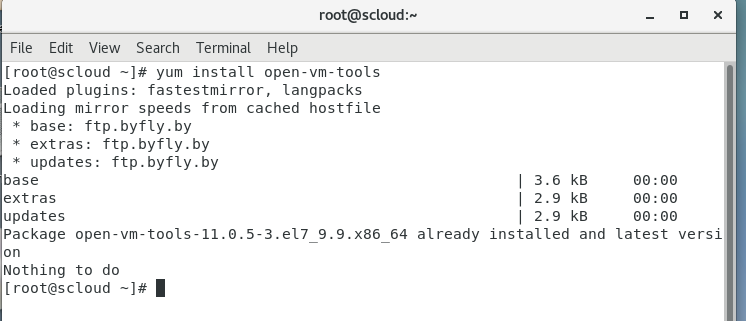 root@scloud:~
File Edit View Search Terminal Help
[root@scloud ~]# yum install open-vm-tools
Loaded plugins: fastestmirror, langpacks
Loading mirror speeds from cached hostfile
 * base: ftp.byfly.by
 * extras: ftp.byfly.by
 * updates: ftp.byfly.by
base | 3.6 kB 00:00
extras | 2.9 kB 00:00
updates | 2.9 kB 00:00
Package open-vm-tools-11.0.5-3.el7_9.9.x86_64 already installed and latest versi
on
Nothing to do
[root@scloud ~]#